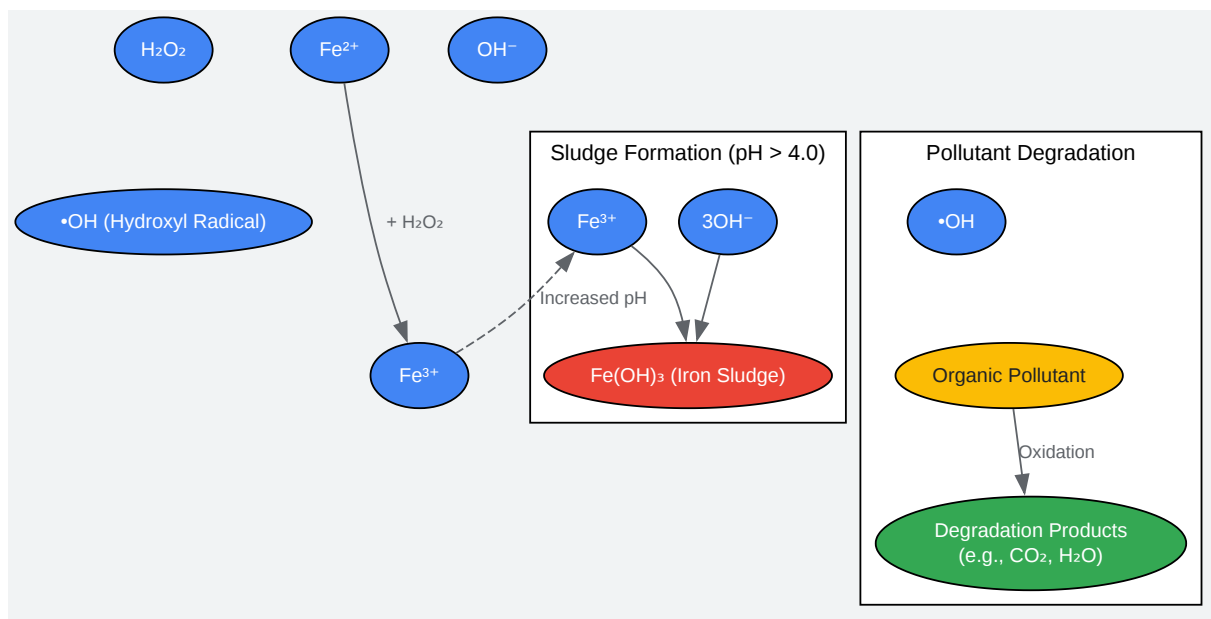 H₂O₂
Fe²⁺
OH⁻
Sludge Formation (pH > 4.0)
Pollutant Degradation
•OH (Hydroxyl Radical)
+ H₂O₂
Fe³⁺
3OH⁻
•OH
Increased pH
Fe³⁺
Fe(OH)₃ (Iron Sludge)
Organic Pollutant
Oxidation
Degradation Products
(e.g., CO₂, H₂O)